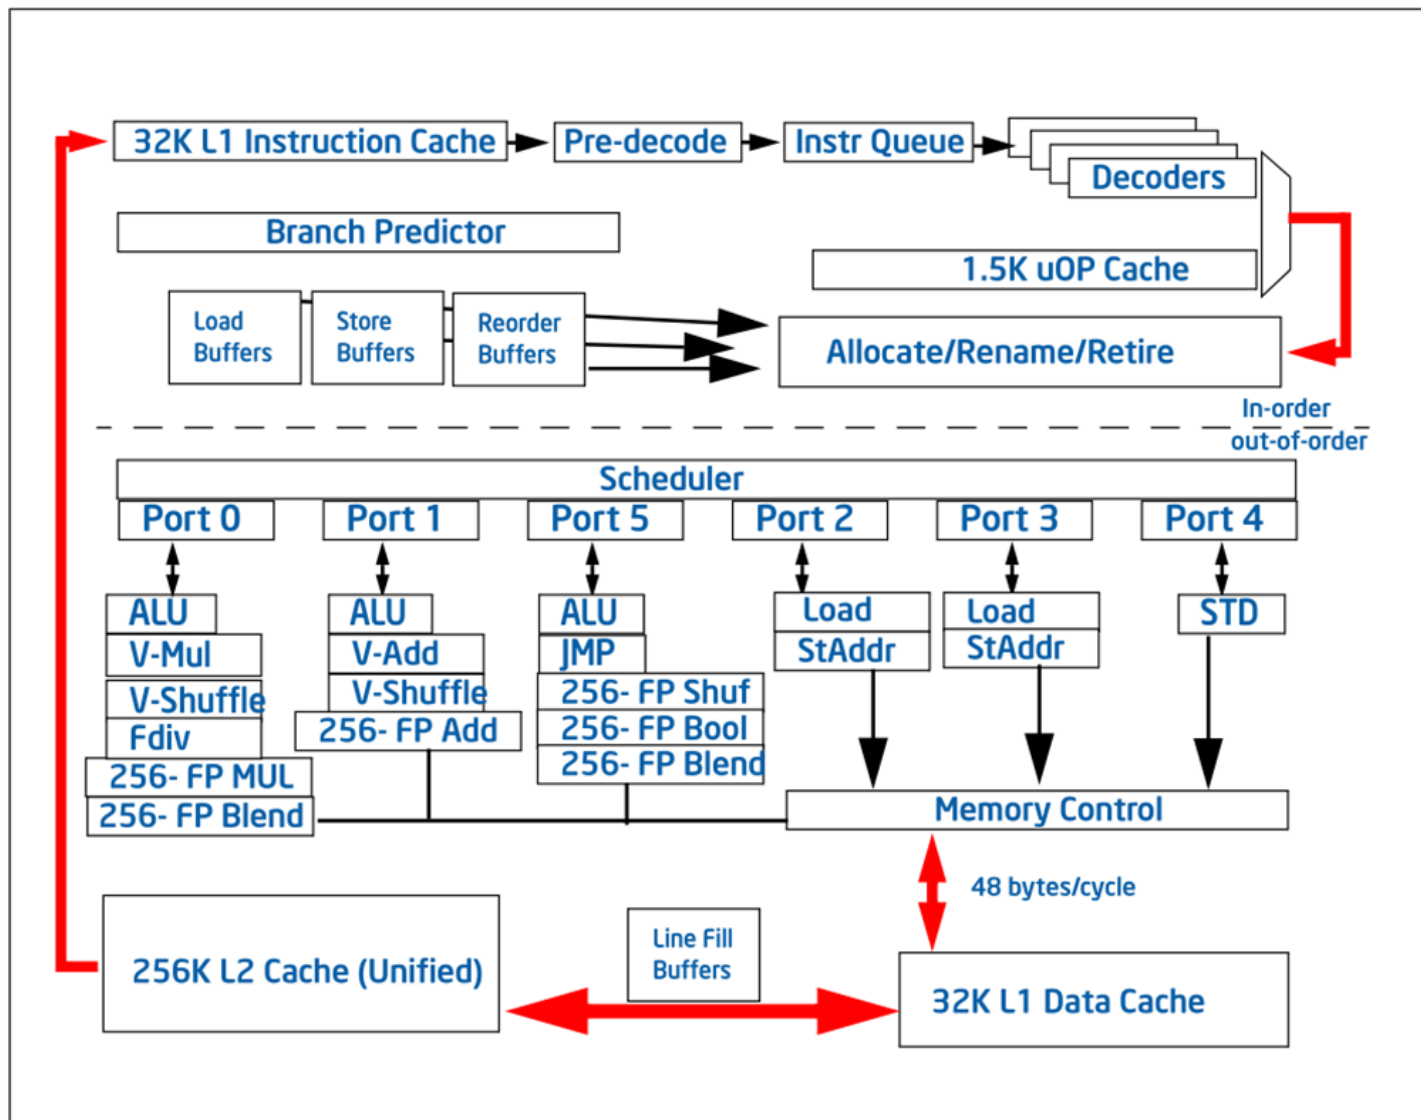 32K L1 Instruction Cache
Pre-decode
Instr Queue
Decoders
Branch Predictor
1.5K uOP Cache
Load
Buffers
Store
Buffers
Reorder
Buffers
Allocate/Rename/Retire
In-order
out-of-order
Scheduler
Port 0
Port 1
Port 5
Port 2
Port 3
Port 4
ALU
V-Mul
V-Shuffle
Fdiv
256- FP MUL
256- FP Blend
ALU
V-Add
V-Shuffle
256- FP Add
ALU
JMP
256- FP Shuf
256- FP Bool
256- FP Blend
Load
StAddr
Load
StAddr
STD
Memory Control
48 bytes/cycle
256K L2 Cache (Unified)
Line Fill
Buffers
32K L1 Data Cache